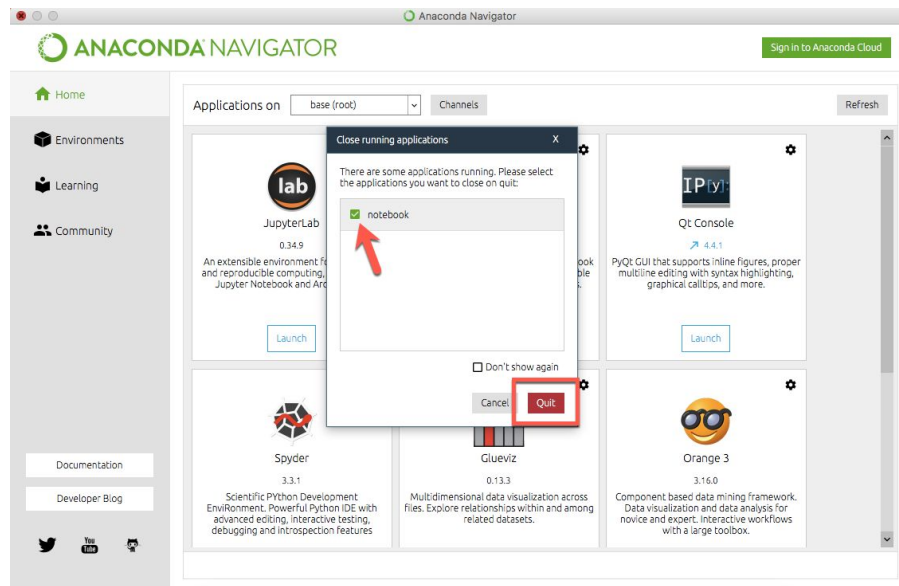 Anaconda Navigator
ANACONDA NAVIGATOR
Sign in to Anaconda Cloud
Home
Environments
Learning
Community
Documentation
Developer Blog
You
Tube
Applications on
base (root)
Channels
Refresh
Close running applications
X
There are some applications running. Please select
the applications you want to close on quit:
notebook
Don't show again
Cancel
Quit
lab
JupyterLab
0.34.9
An extensible environment
and reproducible computing,
Jupyter Notebook and
Launch
IP[y]:
Qt Console
4.4.1
PyQt GUI that supports inline figures, proper
multiline editing with syntax highlighting,
graphical calltips, and more.
Launch
Spyder
3.3.1
Scientific PYthon Development
EnviRonment. Powerful Python IDE with
advanced editing, interactive testing,
debugging and introspection features
Glueviz
0.13.3
Multidimensional data visualization across
files. Explore relationships within and among
related datasets.
Orange 3
3.16.0
Component based data mining framework.
Data visualization and data analysis for
novice and expert. Interactive workflows
with a large toolbox.